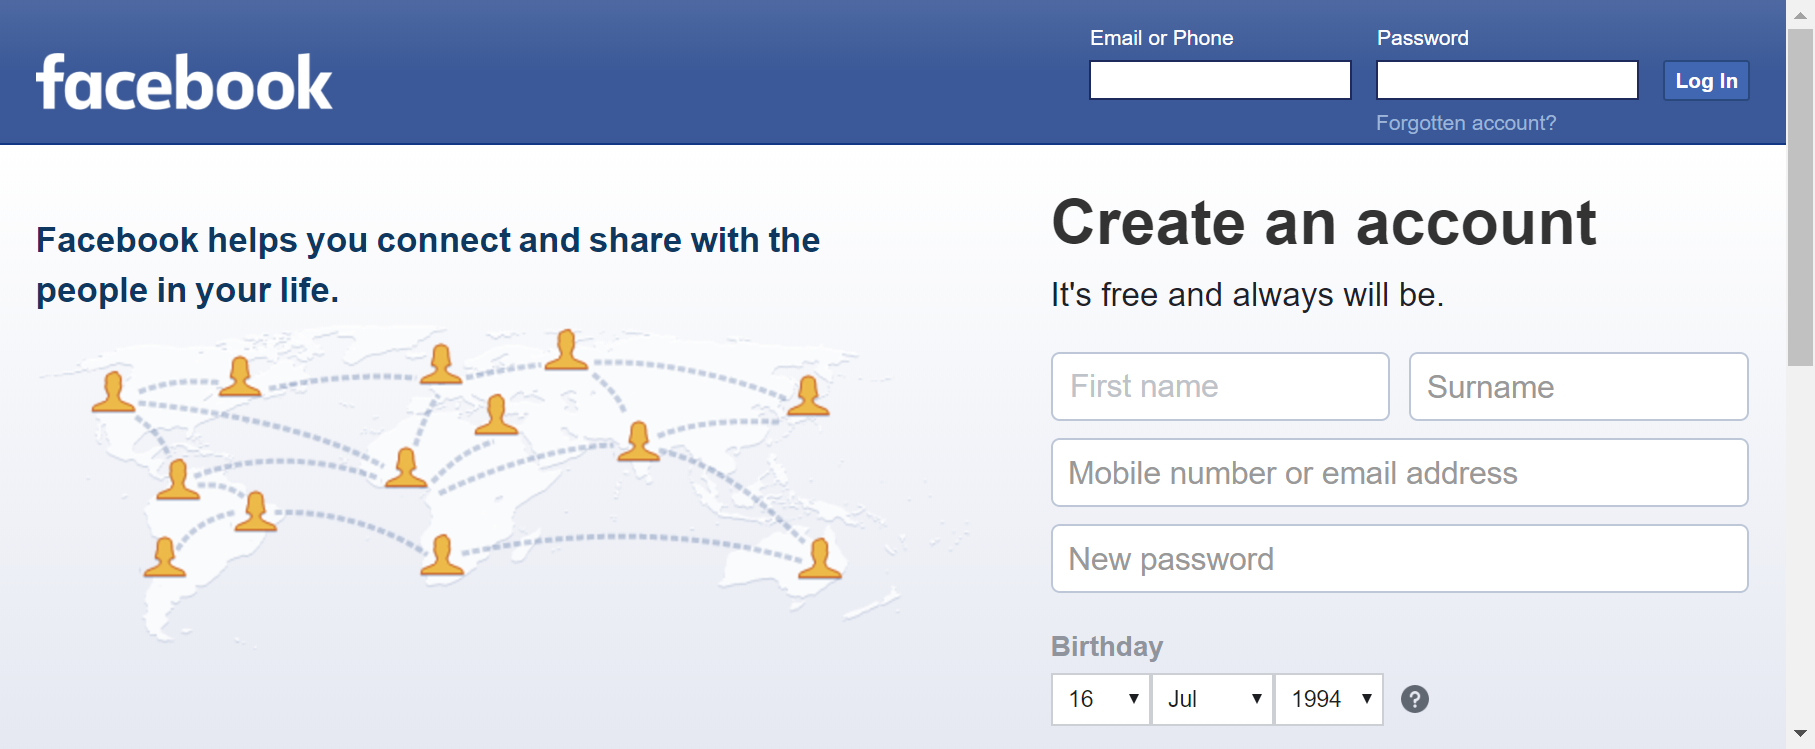 facebook
Email or Phone
Password
Log In
Forgotten account?
Facebook helps you connect and share with the
people in your life.
Create an account
It's free and always will be.
First name
Surname
Mobile number or email address
New password
Birthday
16
Jul
1994
?